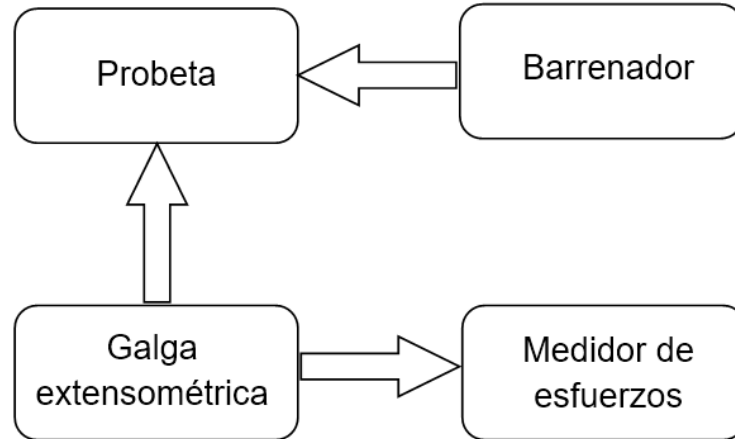 Probeta
Barrenador
Galga
extensométrica
Medidor de
esfuerzos